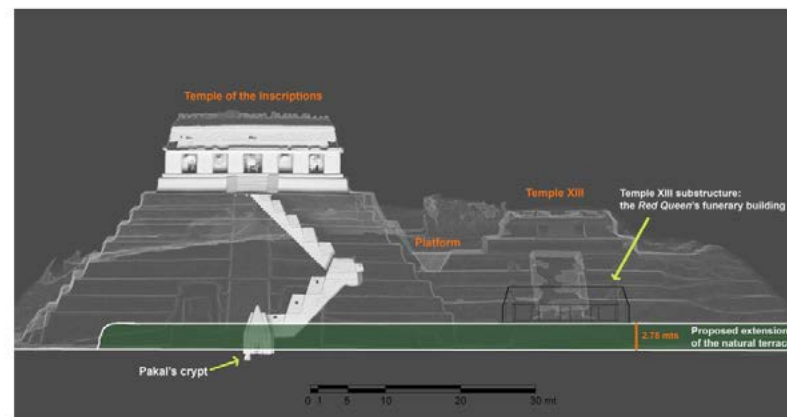 Temple of the Inscriptions
Temple XIII
Temple XIII substructure:
the Red Queen's funerary building
Platform
2.75 mts
Proposed extension
of the natural terrac
Pakal's crypt
0 1 5 10 20 30 mt